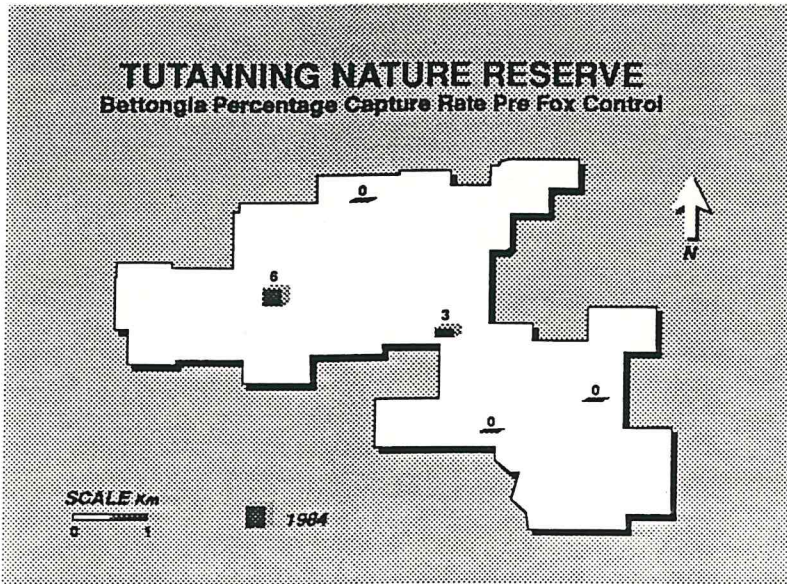 TUTANNING NATURE RESERVE
Bettongia Percentage Capture Rate Pre Fox Control
0
N
6
3
0
0
SCALE Km
0 1
1984